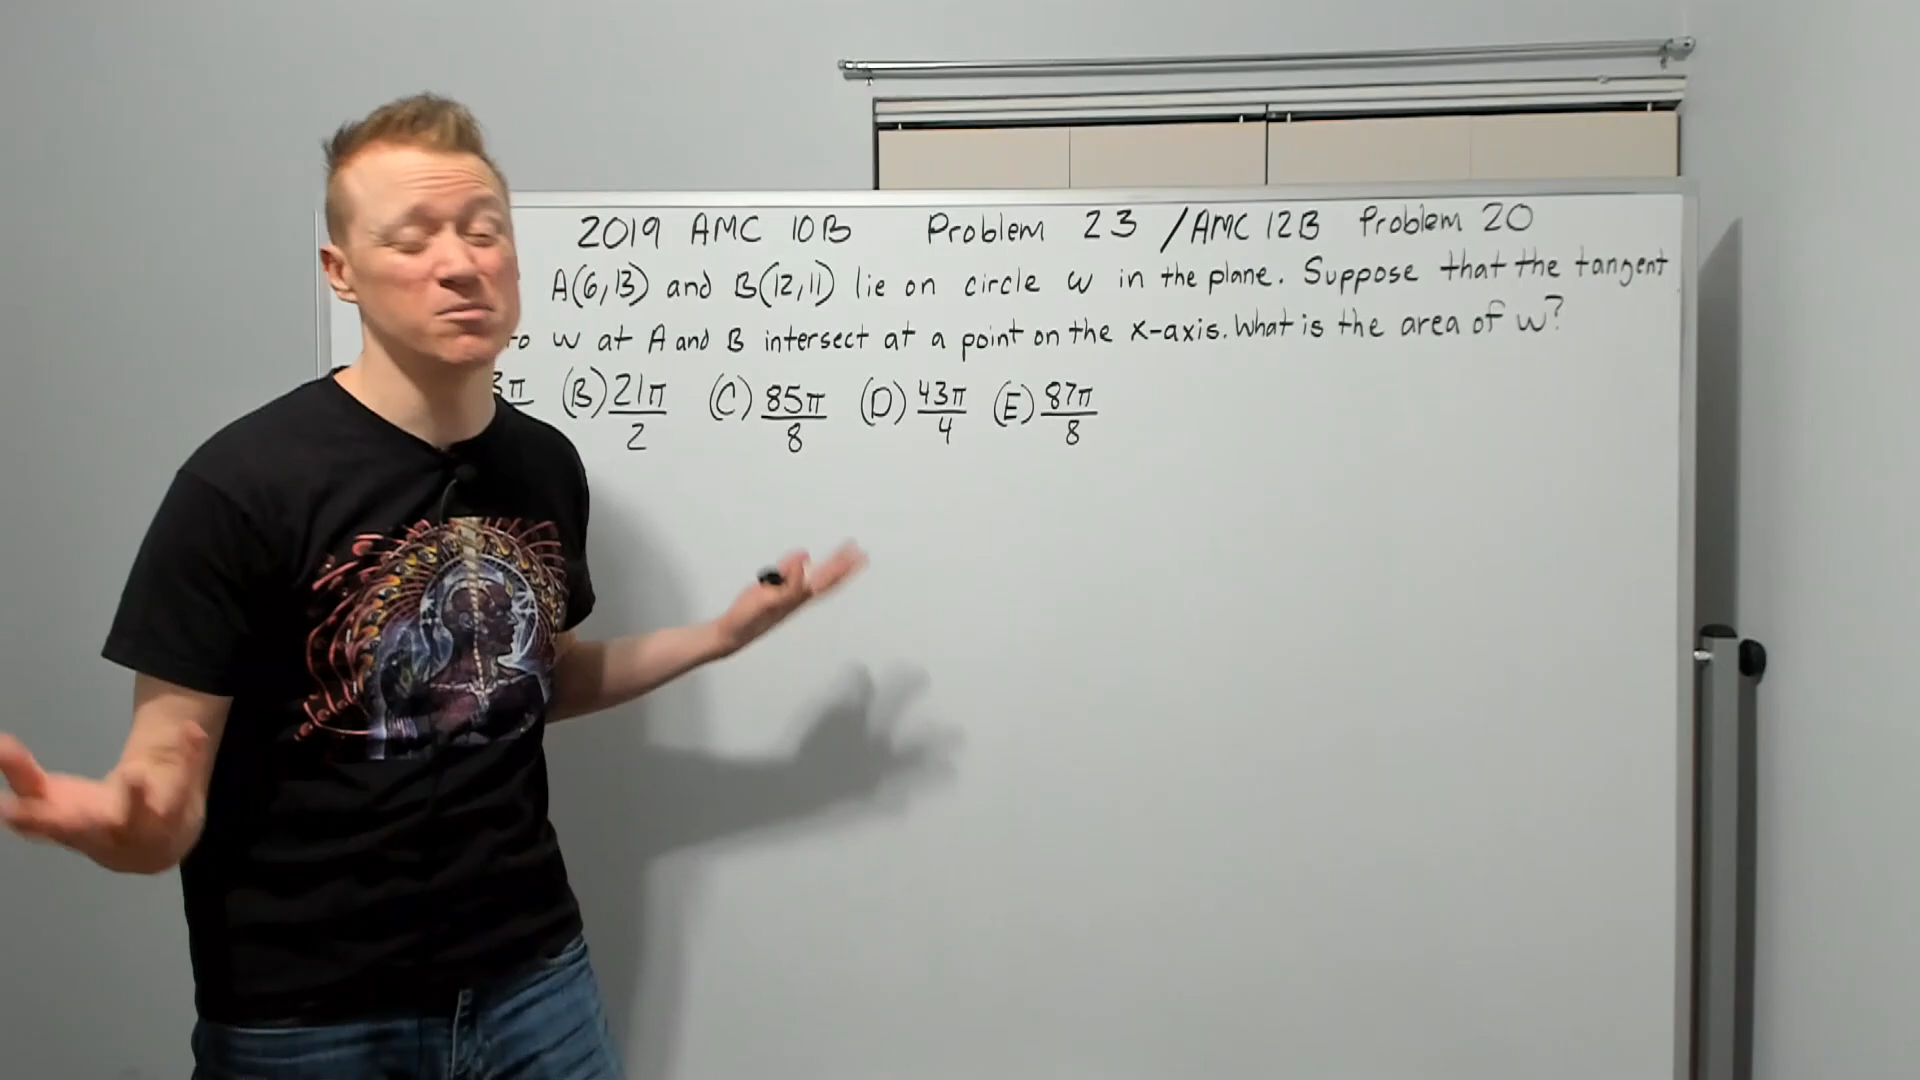 2019 AMC 10B Problem 23 / AMC 12B Problem 20
A(6,13) and B(12,11) lie on circle ω in the plane. Suppose that the tangent
ω at A and B intersect at a point on the x-axis. What is the area of ω?
3π (B) 21π/2 (C) 85π/8 (D) 43π/4 (E) 87π/8